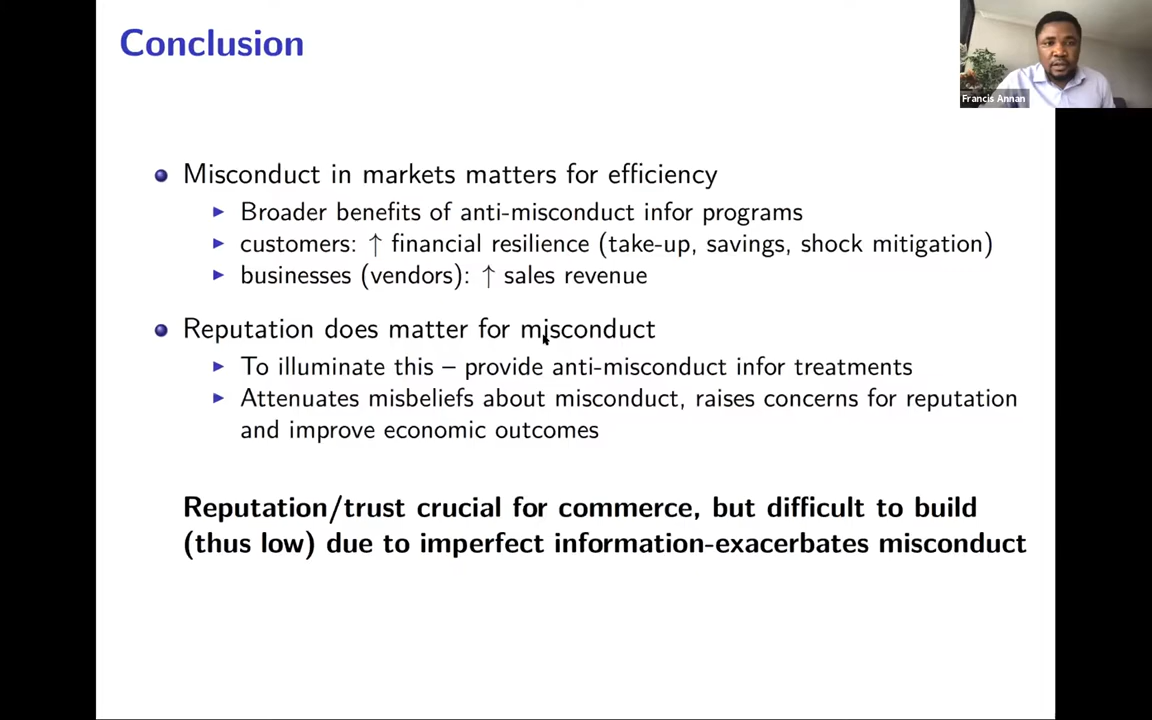 Conclusion
Francis Annan
Misconduct in markets matters for efficiency
Broader benefits of anti-misconduct infor programs
customers: ↑ financial resilience (take-up, savings, shock mitigation)
businesses (vendors): ↑ sales revenue
Reputation does matter for misconduct
To illuminate this – provide anti-misconduct infor treatments
Attenuates misbeliefs about misconduct, raises concerns for reputation
and improve economic outcomes
Reputation/trust crucial for commerce, but difficult to build
(thus low) due to imperfect information-exacerbates misconduct